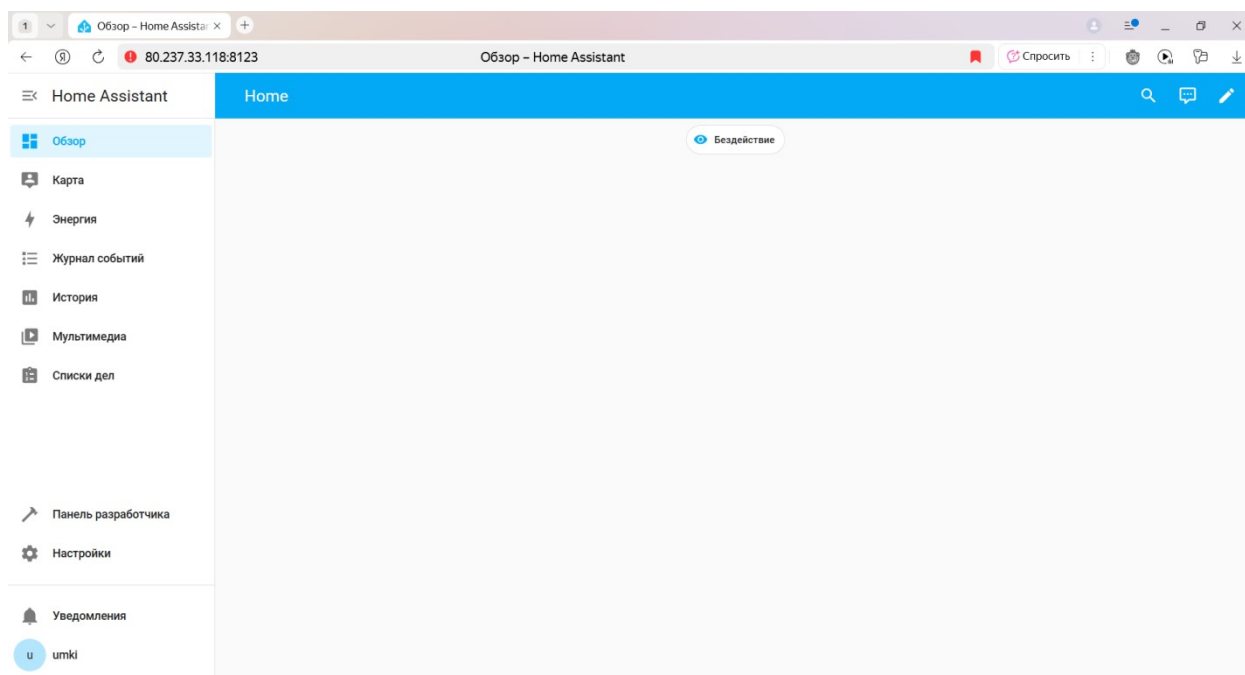 1
Обзор – Home Assistar
80.237.33.118:8123
Обзор – Home Assistant
Спросить
Home Assistant
Home
Бездействие
Обзор
Карта
Энергия
Журнал событий
История
Мультимедиа
Списки дел
Панель разработчика
Настройки
Уведомления
u umki